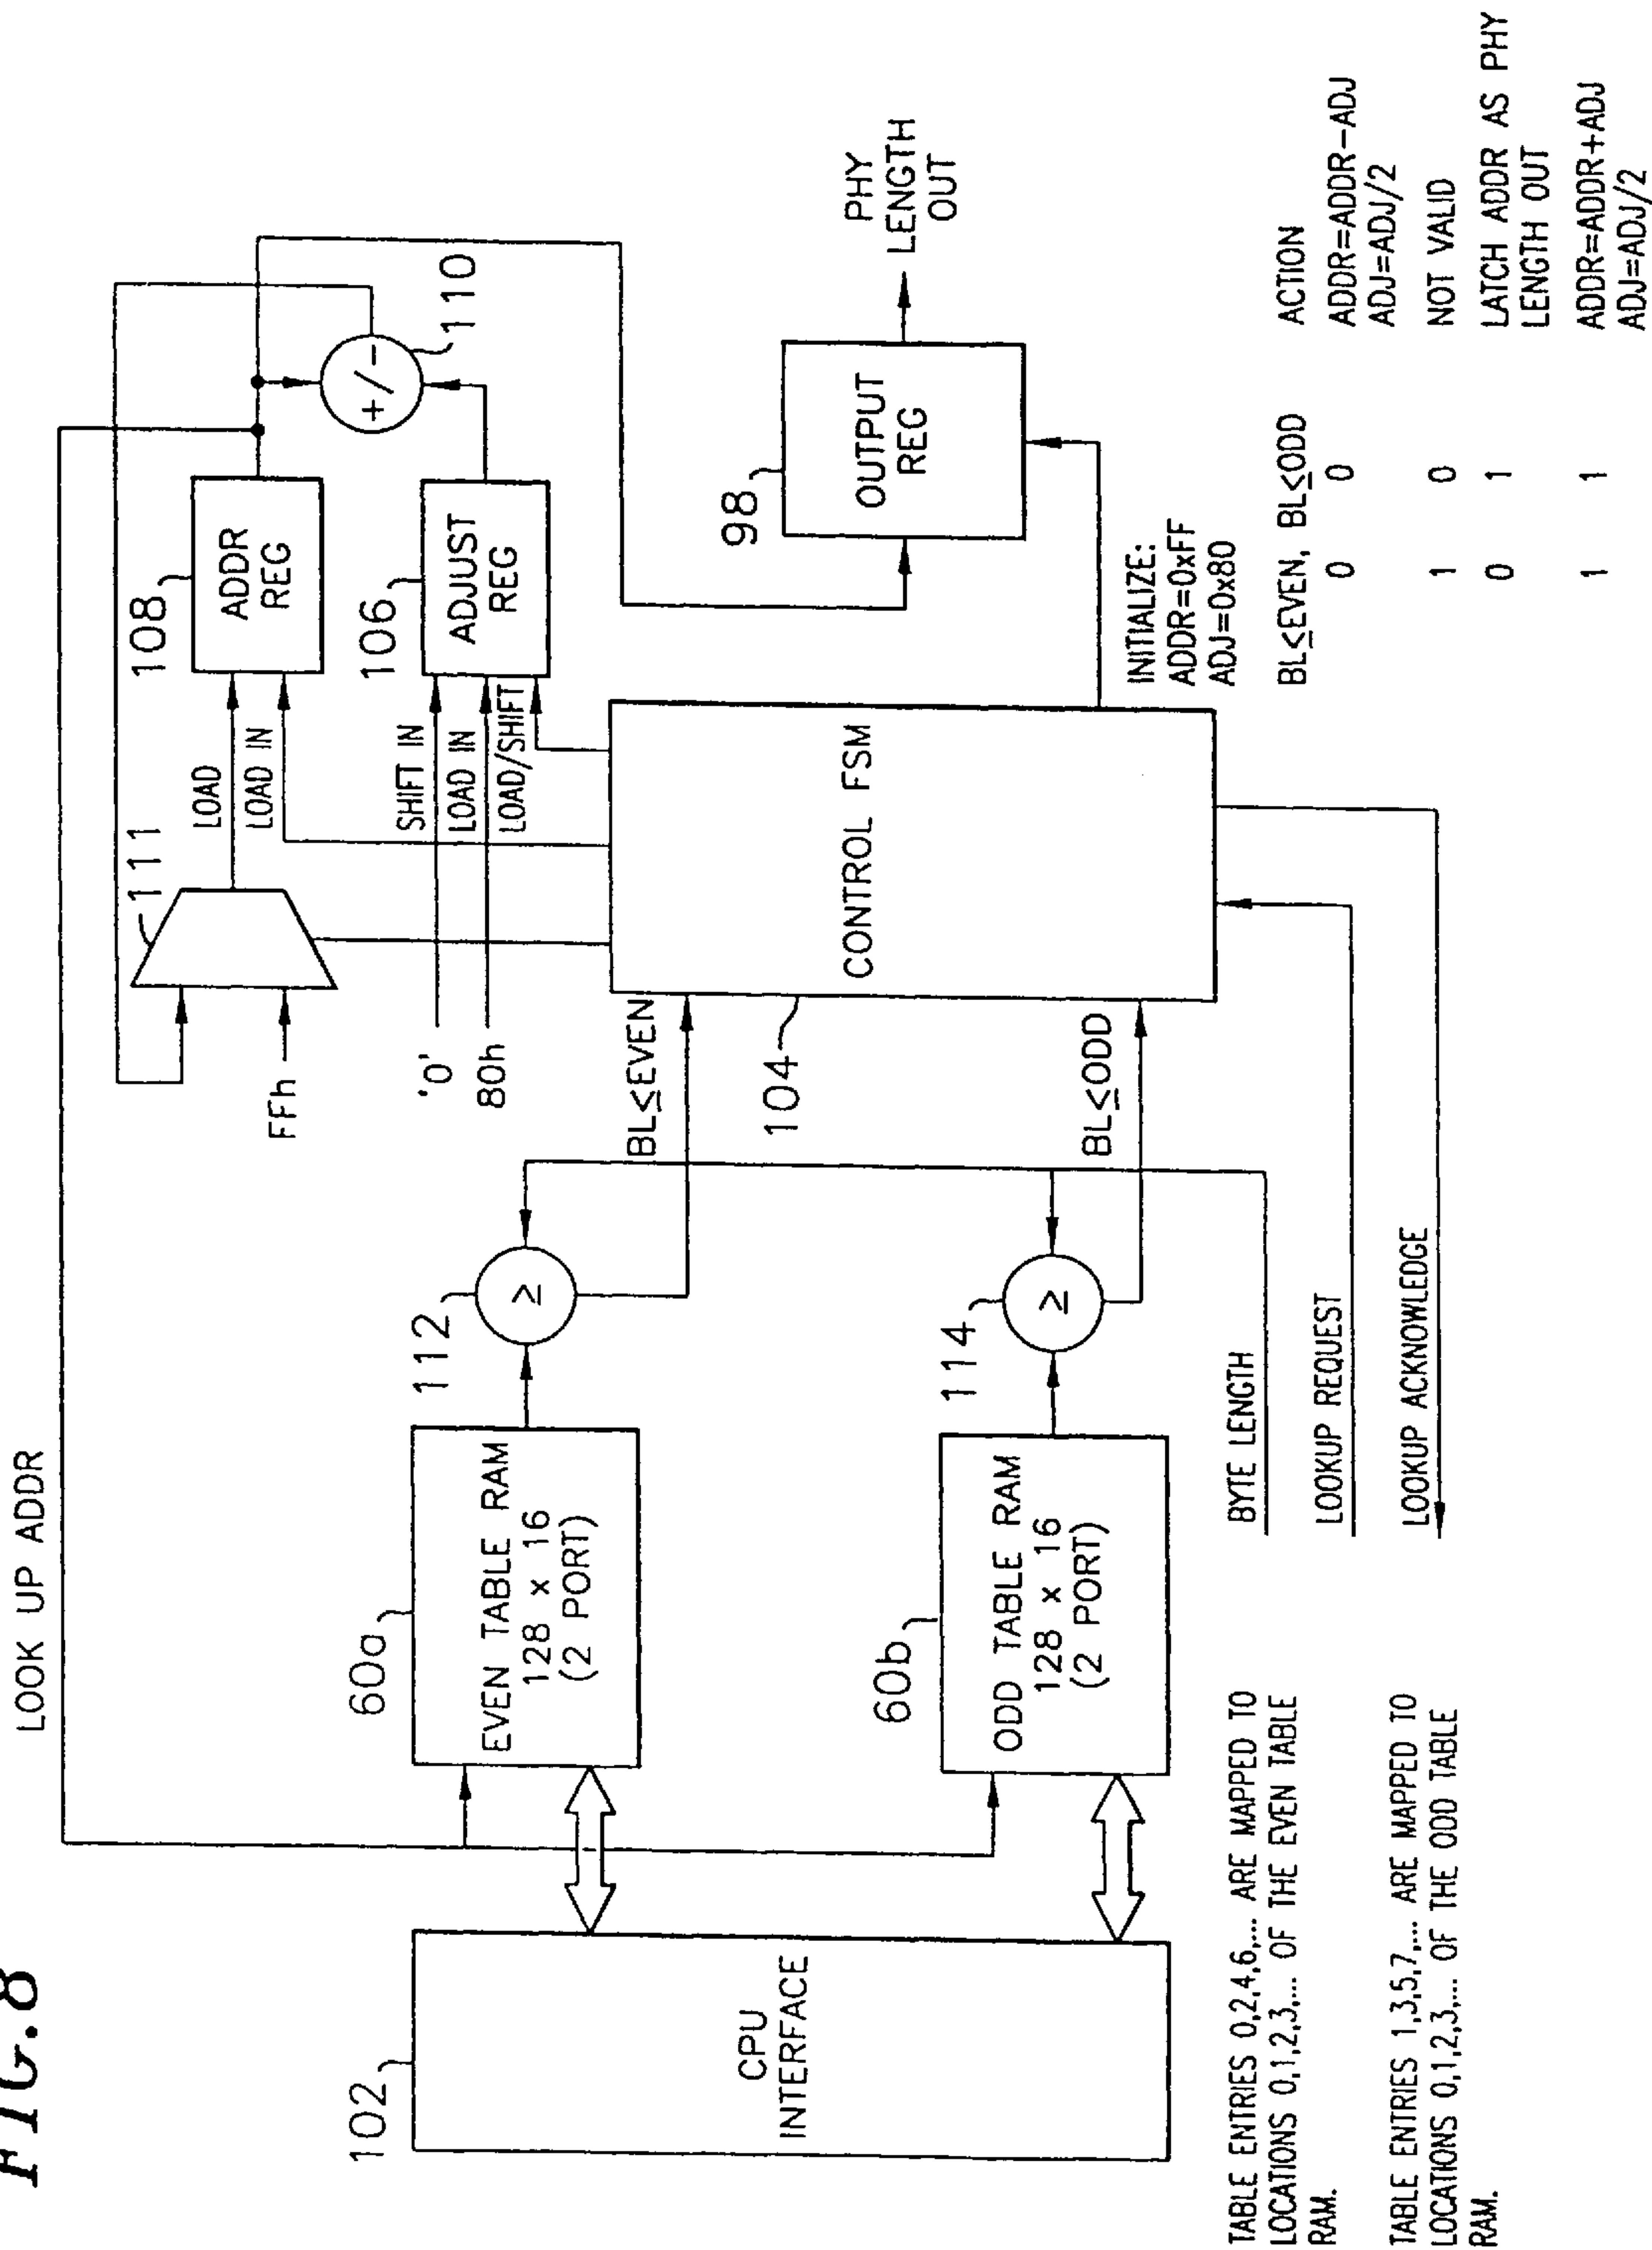 FIG.8
LOOK UP ADDR
102
CPU
INTERFACE
60a
EVEN TABLE RAM
128 x 16
(2 PORT)
60b
ODD TABLE RAM
128 x 16
(2 PORT)
112
≥
114
≥
BL≤EVEN
BL≤ODD
104
CONTROL FSM
FFh
111
LOAD
LOAD IN
108
ADDR
REG
'0'
80h
SHIFT IN
LOAD IN
LOAD/SHIFT
106
ADJUST
REG
+/-
110
98
OUTPUT
REG
PHY
LENGTH
OUT
BYTE LENGTH
LOOKUP REQUEST
LOOKUP ACKNOWLEDGE
INITIALIZE:
ADDR=0xFF
ADJ=0x80
BL≤EVEN, BL≤ODD ACTION
0 0 ADDR=ADDR-ADJ
ADJ=ADJ/2
1 0 NOT VALID
0 1 LATCH ADDR AS PHY
LENGTH OUT
1 1 ADDR=ADDR+ADJ
ADJ=ADJ/2
TABLE ENTRIES 0,2,4,6,... ARE MAPPED TO
LOCATIONS 0,1,2,3,... OF THE EVEN TABLE
RAM.
TABLE ENTRIES 1,3,5,7,... ARE MAPPED TO
LOCATIONS 0,1,2,3,... OF THE ODD TABLE
RAM.